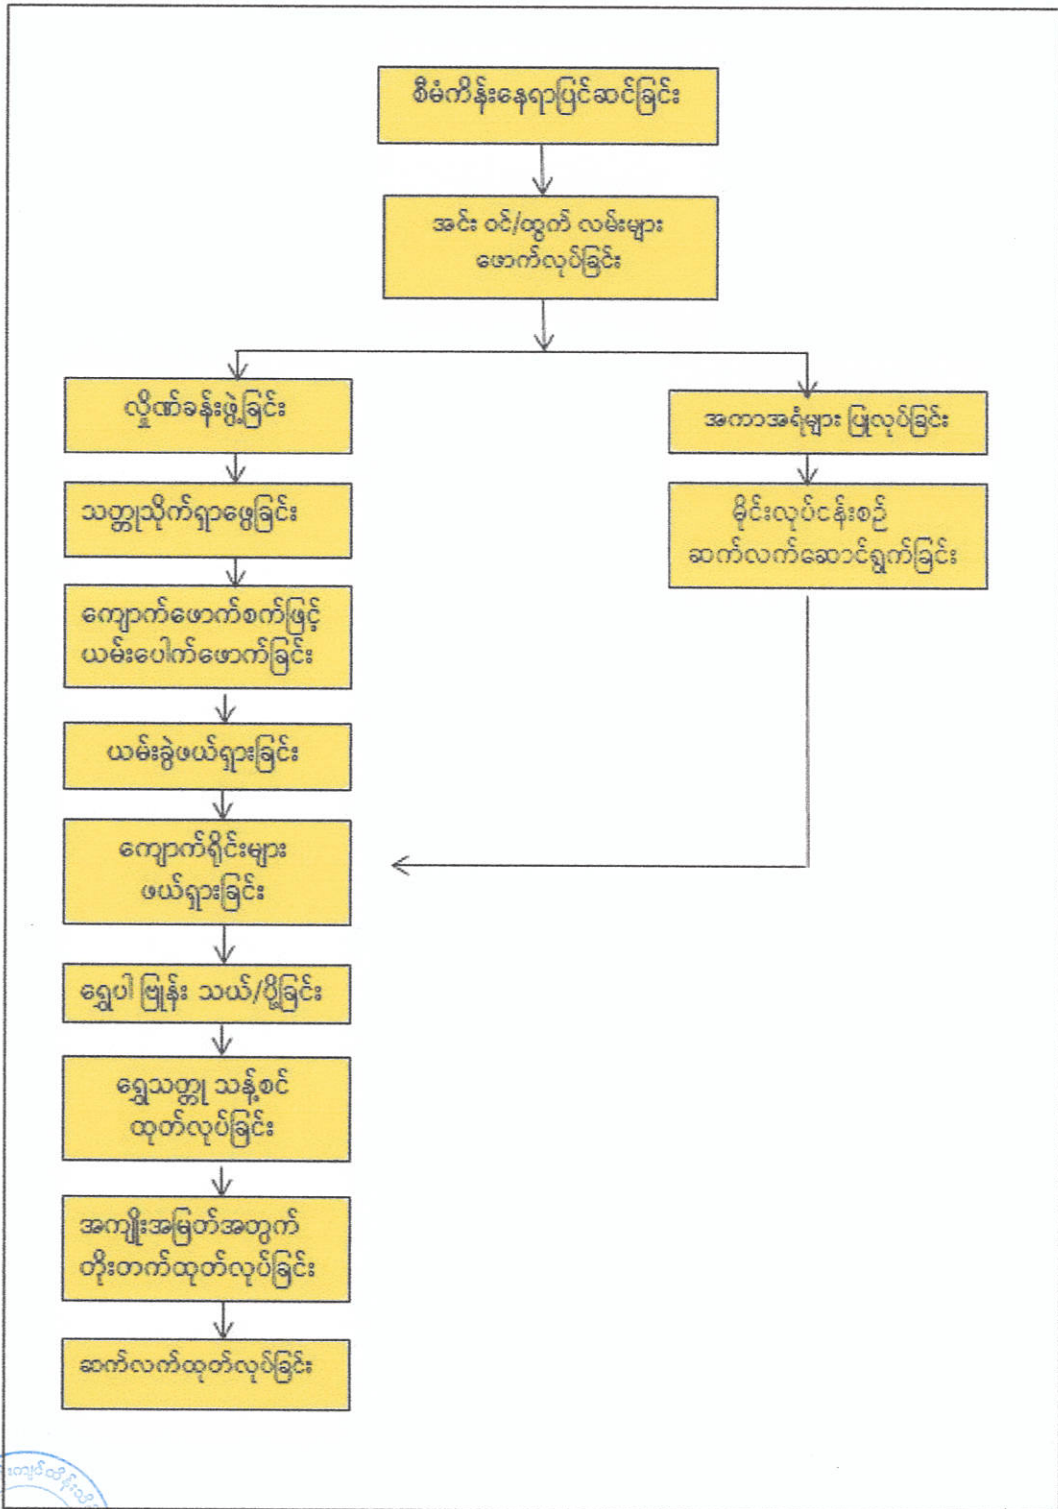 စီမံကိန်းနေရာပြင်ဆင်ခြင်း
အင်း ဝင်/ထွက် လမ်းများ
ဖောက်လုပ်ခြင်း
လှိုဏ်ခန်းဖွဲ့ခြင်း
သတ္တုသိုက်ရှာဖွေခြင်း
ကျောက်ဖောက်စက်ဖြင့်
ယမ်းပေါက်ဖောက်ခြင်း
ယမ်းခွဲဖယ်ရှားခြင်း
ကျောက်ရိုင်းများ
ဖယ်ရှားခြင်း
ရွှေပါ ဗြုန်း သယ်/ပို့ခြင်း
ရွှေသတ္တု သန့်စင်
ထုတ်လုပ်ခြင်း
အကျိုးအမြတ်အတွက်
တိုးတက်ထုတ်လုပ်ခြင်း
ဆက်လက်ထုတ်လုပ်ခြင်း
အကာအရံများ ပြုလုပ်ခြင်း
မိုင်းလုပ်ငန်းစဉ်
ဆက်လက်ဆောင်ရွက်ခြင်း